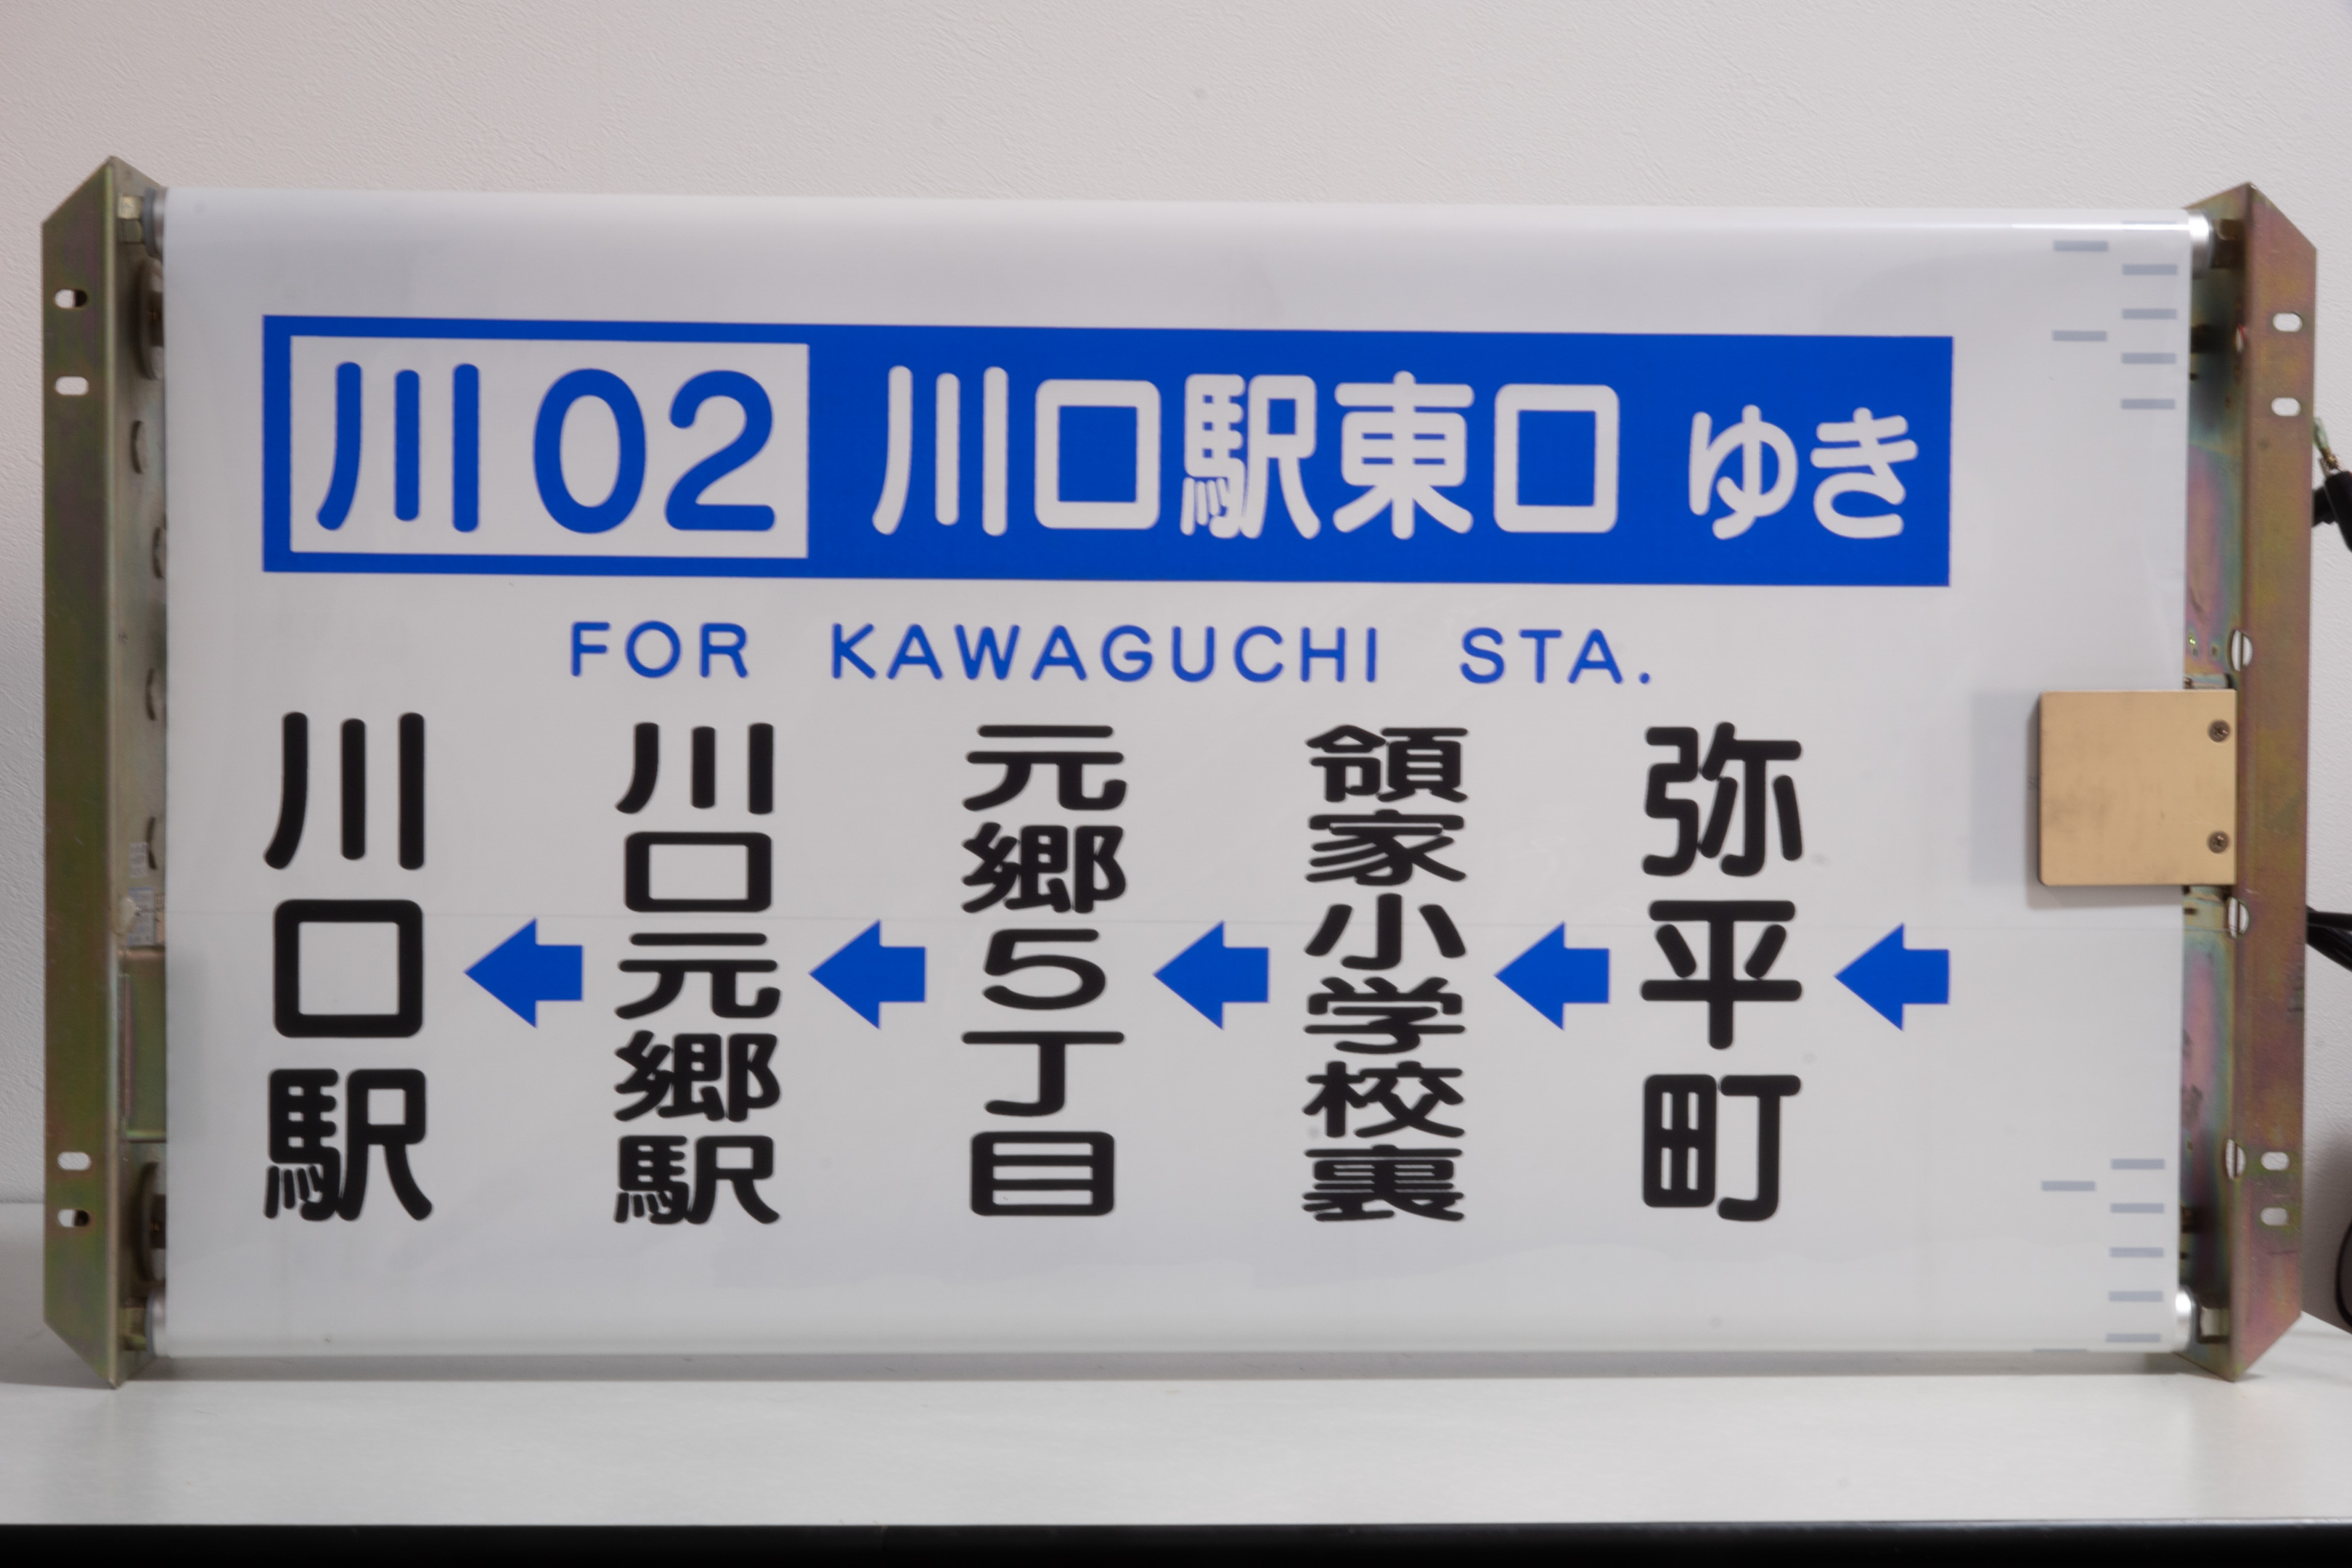 川02 川口駅東口 ゆき
FOR KAWAGUCHI STA.
弥平町
領家小学校裏
元郷5丁目
川口元郷駅
川口駅